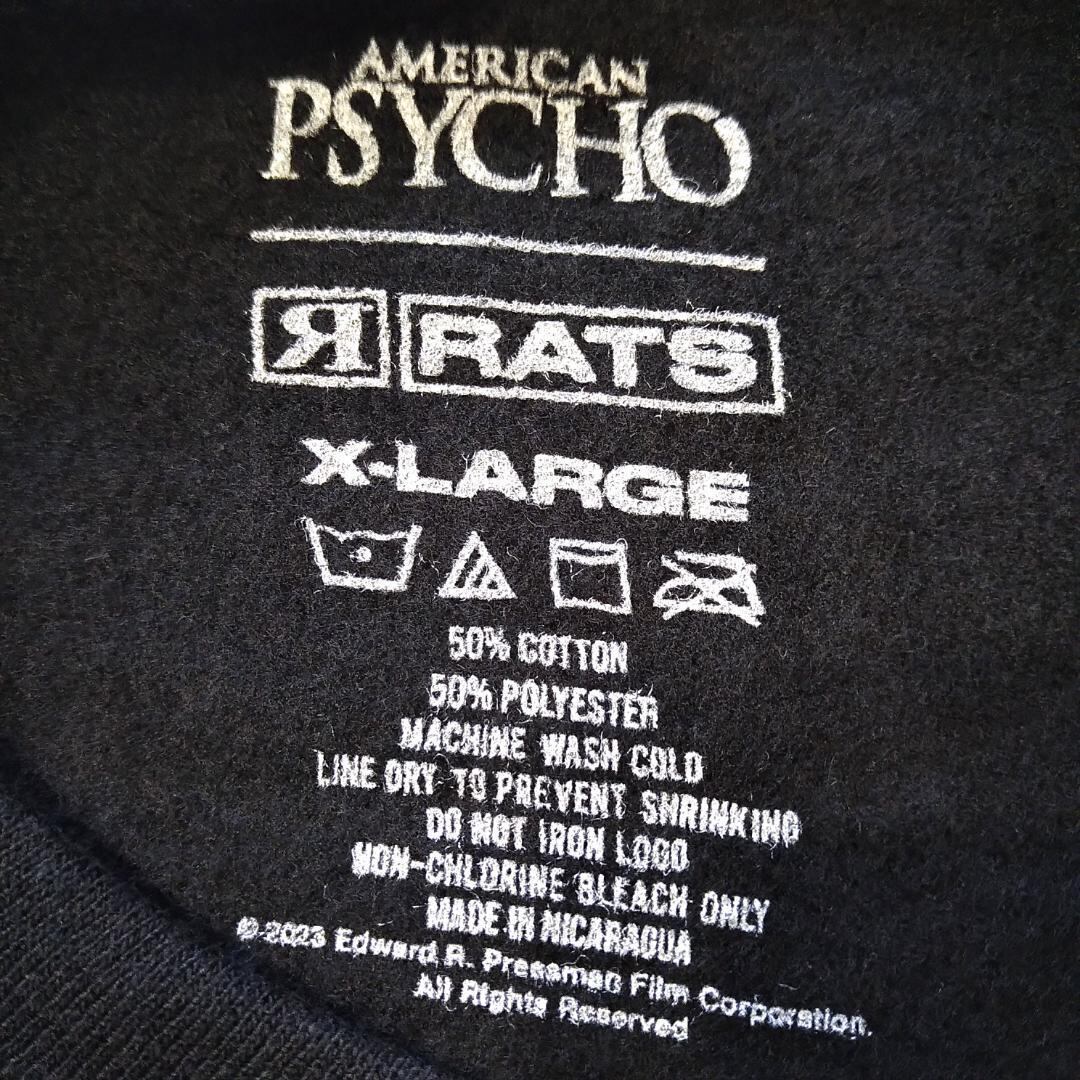 AMERICAN
PSYCHO
Я RATS
X-LARGE
50% COTTON
50% POLYESTER
MACHINE WASH COLD
LINE DRY TO PREVENT SHRINKING
DO NOT IRON LOGO
NON-CHLORINE BLEACH ONLY
MADE IN NICARAGUA
© 2023 Edward R. Pressman Film Corporation.
All Rights Reserved